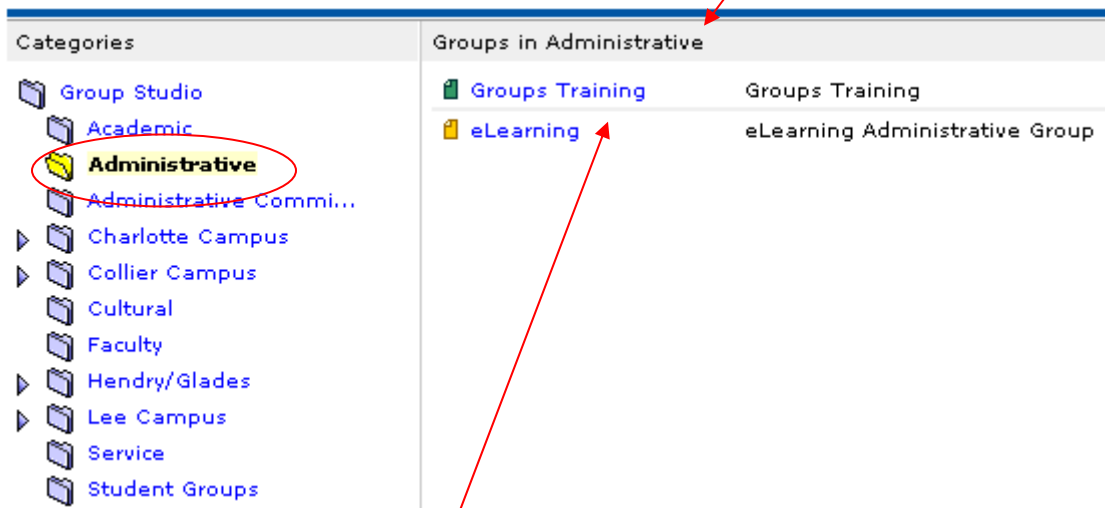 Categories
Group Studio
Academic
Administrative
Administrative Commi...
Charlotte Campus
Collier Campus
Cultural
Faculty
Hendry/Glades
Lee Campus
Service
Student Groups
Groups in Administrative
Groups Training Groups Training
eLearning eLearning Administrative Group